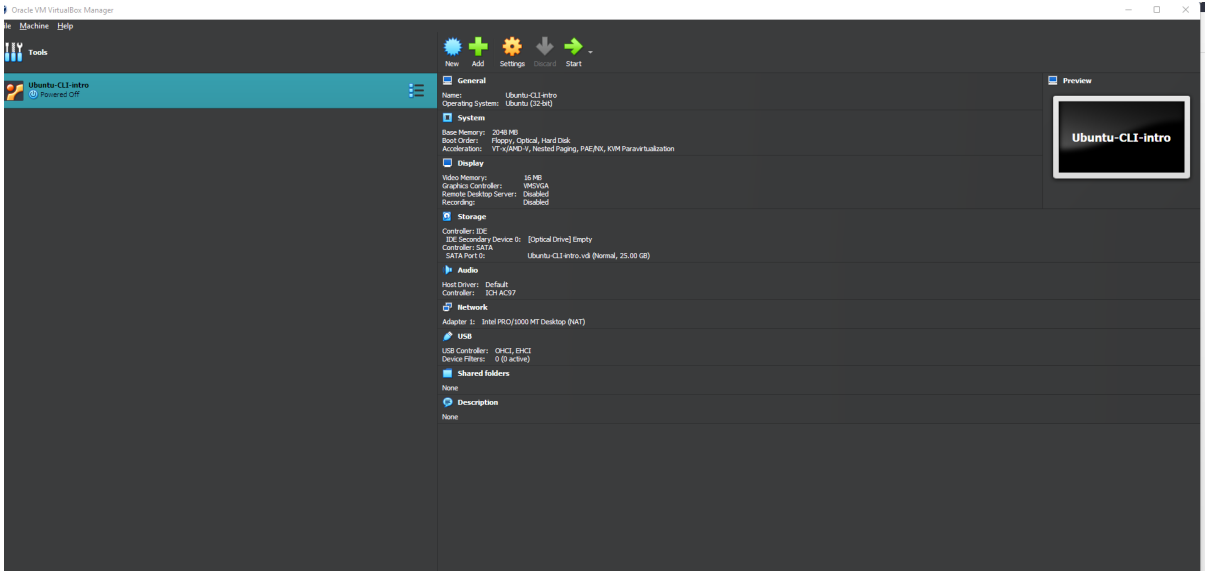 Oracle VM VirtualBox Manager
ile Machine Help
Tools
Ubuntu-CLI-intro
Powered Off
New Add Settings Discard Start
General
Name: Ubuntu-CLI-intro
Operating System: Ubuntu (32-bit)
System
Base Memory: 2048 MB
Boot Order: Floppy, Optical, Hard Disk
Acceleration: VT-x/AMD-V, Nested Paging, PAE/NX, KVM Paravirtualization
Display
Video Memory: 16 MB
Graphics Controller: VMSVGA
Remote Desktop Server: Disabled
Recording: Disabled
Storage
Controller: IDE
IDE Secondary Device 0: [Optical Drive] Empty
Controller: SATA
SATA Port 0: Ubuntu-CLI-intro.vdi (Normal, 25.00 GB)
Audio
Host Driver: Default
Controller: ICH AC97
Network
Adapter 1: Intel PRO/1000 MT Desktop (NAT)
USB
USB Controller: OHCI, EHCI
Device Filters: 0 (0 active)
Shared folders
None
Description
None
Preview
Ubuntu-CLI-intro